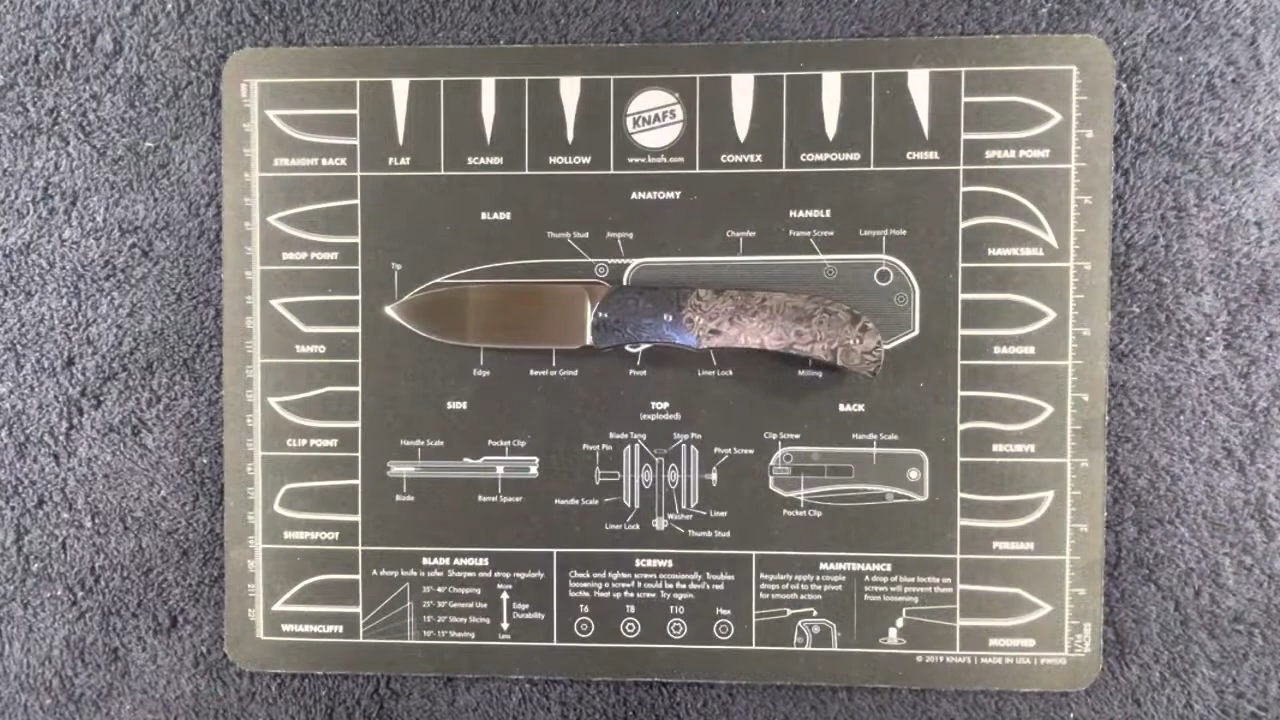 KNAFS
www.knafs.com
FLAT
SCANDI
HOLLOW
CONVEX
COMPOUND
CHISEL
STRAIGHT BACK
DROP POINT
TANTO
CLIP POINT
SHEEPSFOOT
WHARNCLIFFE
SPEAR POINT
HAWKSBILL
DAGGER
RECURVE
PERSIAN
MODIFIED
ANATOMY
BLADE
HANDLE
Thumb Stud
Jimping
Chamfer
Frame Screw
Lanyard Hole
Tip
Edge
Bevel or Grind
Pivot
Liner Lock
Milling
SIDE
Handle Scale
Pocket Clip
Blade
Barrel Spacer
TOP
(exploded)
Blade Tang
Stop Pin
Pivot Pin
Pivot Screw
Handle Scale
Liner Lock
Washer
Liner
Thumb Stud
BACK
Clip Screw
Handle Scale
Pocket Clip
BLADE ANGLES
A sharp knife is safer. Sharpen and strop regularly.
35°- 40° Chopping
25°- 30° General Use
15°- 20° Slicey Slicing
10°- 15° Shaving
More
Edge
Durability
Less
SCREWS
Check and tighten screws occasionally. Troubles
loosening a screw? It could be the devil's red
loctite. Heat up the screw. Try again.
T6
T8
T10
Hex
MAINTENANCE
Regularly apply a couple
drops of oil to the pivot
for smooth action
A drop of blue loctite on
screws will prevent them
from loosening
© 2019 KNAFS | MADE IN USA |